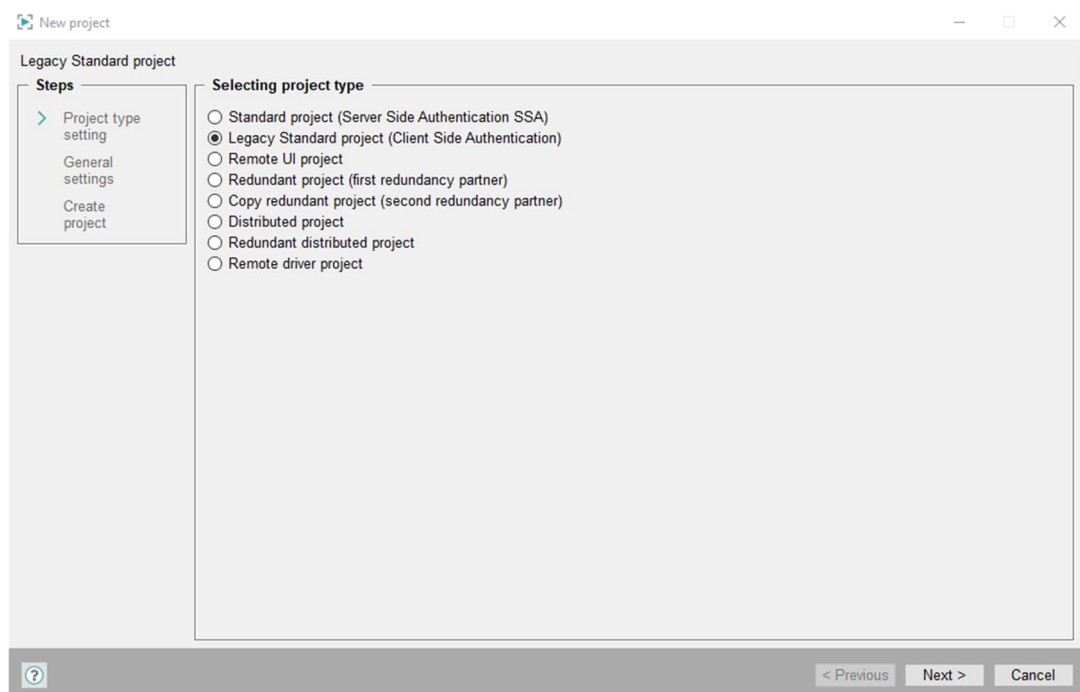 New project
Legacy Standard project
Steps
Project type
setting
General
settings
Create
project
Selecting project type
Standard project (Server Side Authentication SSA)
Legacy Standard project (Client Side Authentication)
Remote UI project
Redundant project (first redundancy partner)
Copy redundant project (second redundancy partner)
Distributed project
Redundant distributed project
Remote driver project
?
< Previous
Next >
Cancel